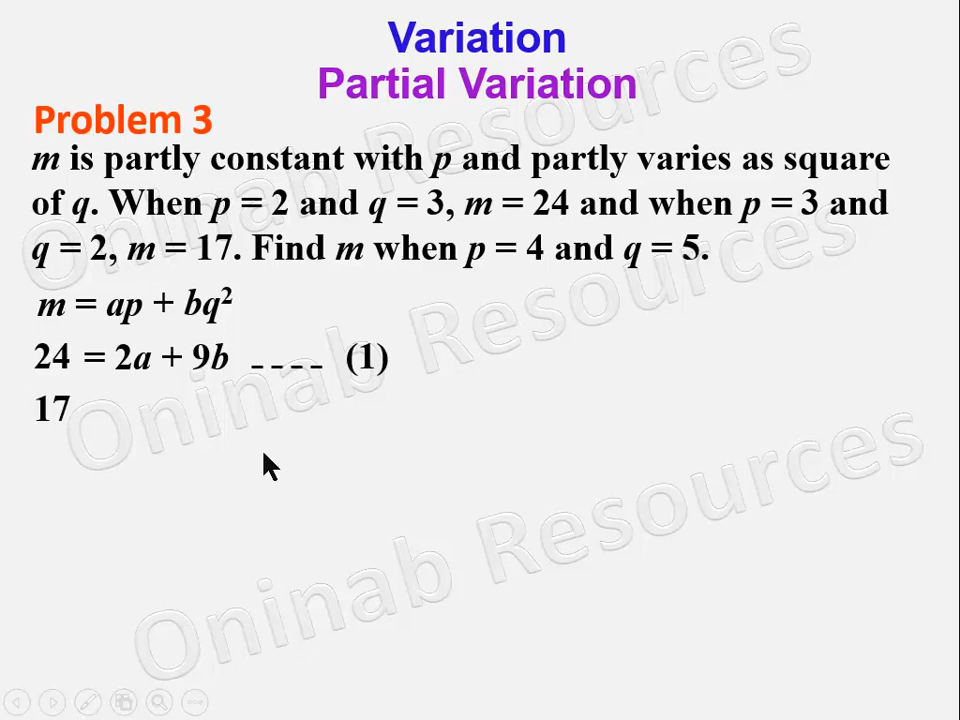 Variation
Partial Variation
Problem 3
m is partly constant with p and partly varies as square
of q. When p = 2 and q = 3, m = 24 and when p = 3 and
q = 2, m = 17. Find m when p = 4 and q = 5.
m = ap + bq²
24 = 2a + 9b ---- (1)
17
Oninab Resources
Oninab Resources
Oninab Resources